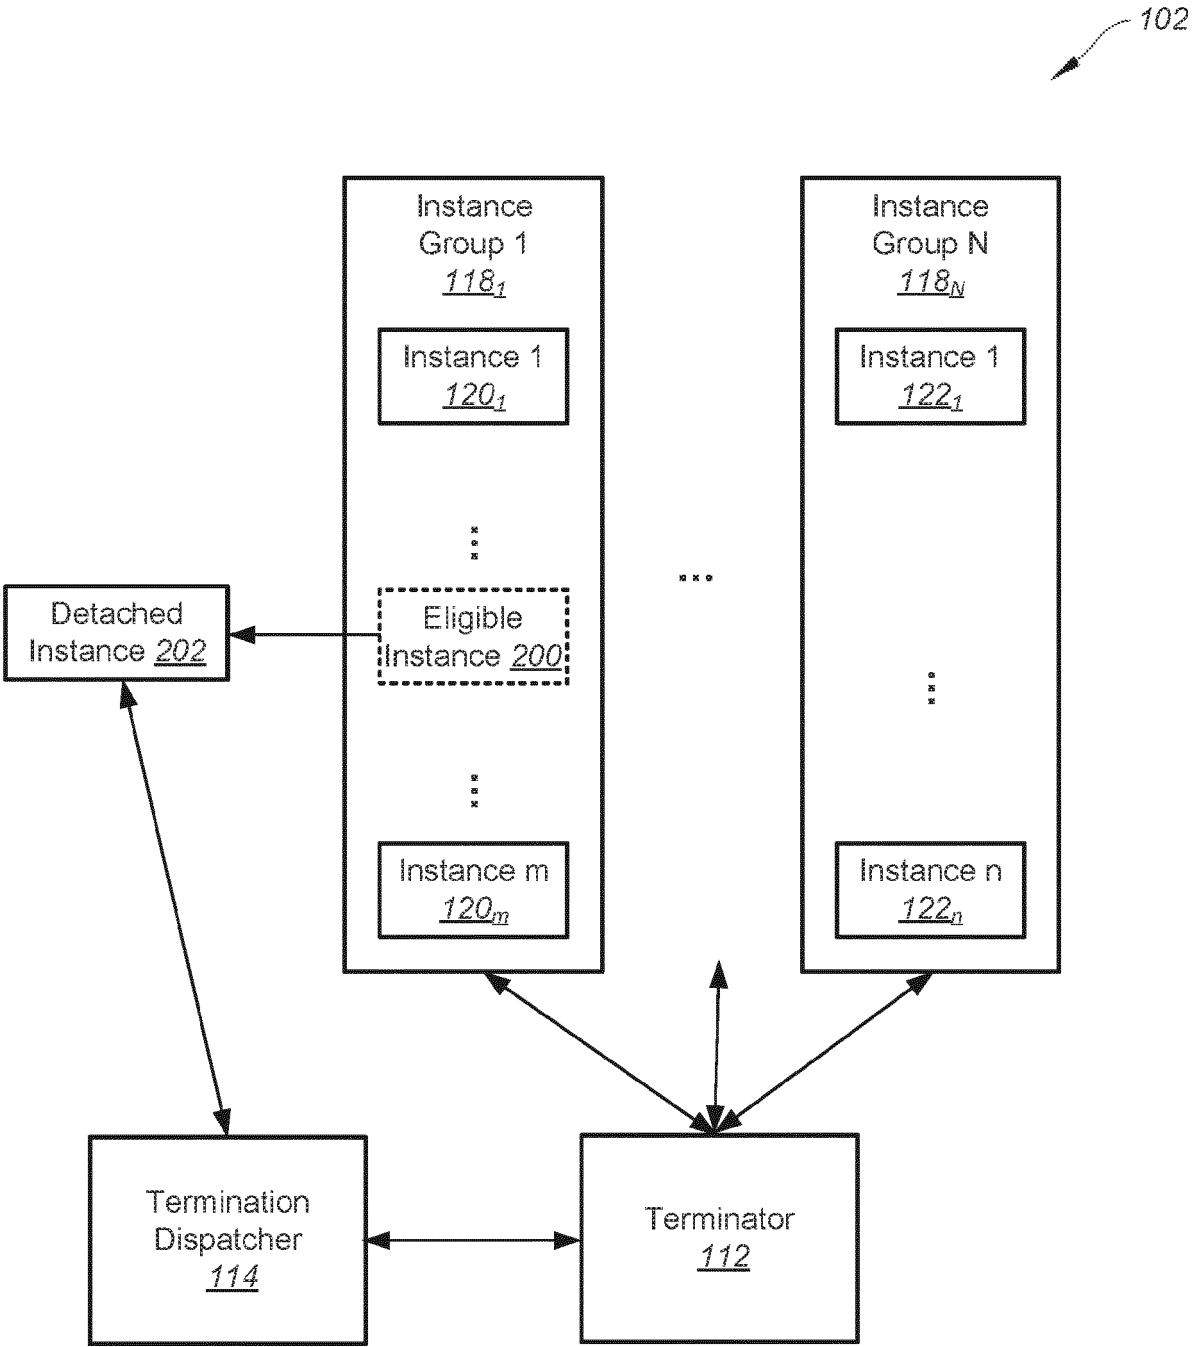 102
Instance
Group 1
118₁
Instance 1
120₁
Eligible
Instance 200
Instance m
120ₘ
Instance
Group N
118_N
Instance 1
122₁
Instance n
122ₙ
Detached
Instance 202
Termination
Dispatcher
114
Terminator
112